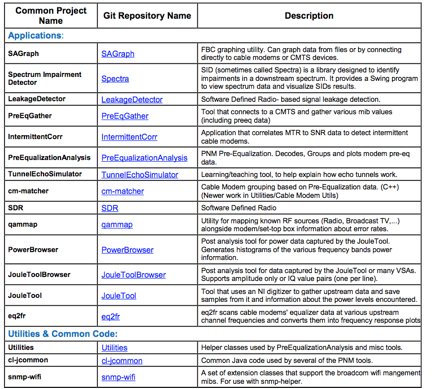 Common Project Name Git Repository Name Description
Applications:
SAGraph SAGraph FBC graphing utility. Can graph data from files or by connecting
directly to cable modems or CMTS devices.
Spectrum Impairment Detector Spectra SID (sometimes called Spectra) is a library designed to identify
impairments in a downstream spectrum. It provides a Swing program
to view spectrum data and visualize SIDs results.
LeakageDetector LeakageDetector Software Defined Radio- based signal leakage detection.
PreEqGather PreEqGather Tool that connects to a CMTS and gathers various mib values
(including preeq data)
IntermittentCorr IntermittentCorr Application that correlates MTR to SNR data to detect intermittent
cable modems.
PreEqualizationAnalysis PreEqualizationAnalysis PNM Pre-Equalization. Decodes, Groups and plots modem pre-eq
data.
TunnelEchoSimulator TunnelEchoSimulator Learning/teaching tool, to help explain how echo tunnels work.
cm-matcher cm-matcher Cable Modem grouping based on Pre-Equalization data. (C++)
(Newer work in Utilities/Cable Modem Utils)
SDR SDR Software Defined Radio
qammap qammap Utility for mapping known RF sources (Radio, Broadcast TV,...)
alongside modem/set-top box information about error rates.
PowerBrowser PowerBrowser Post analysis tool for power data captured by the JouleTool.
Generates histograms of the various frequency bands power
information.
JouleToolBrowser JouleToolBrowser Post analysis tool for data captured by the JouleTool or many VSAs.
Supports amplitude only or IQ value pairs (one per line).
JouleTool JouleTool Tool that uses an NI digitizer to gather upstream data and save
samples from it and information about the power levels encountered.
eq2fr eq2fr eq2fr scans cable modems' equalizer data at various upstream
channel frequencies and converts them into frequency response plots
Utilities & Common Code:
Utilities Utilities Helper classes used by PreEqualizationAnalysis and misc tools.
cl-jcommon cl-jcommon Common Java code used by several of the PNM tools.
snmp-wifi snmp-wifi A set of extension classes that support the broadcom wifi mangement
mibs. For use with snmp-helper.